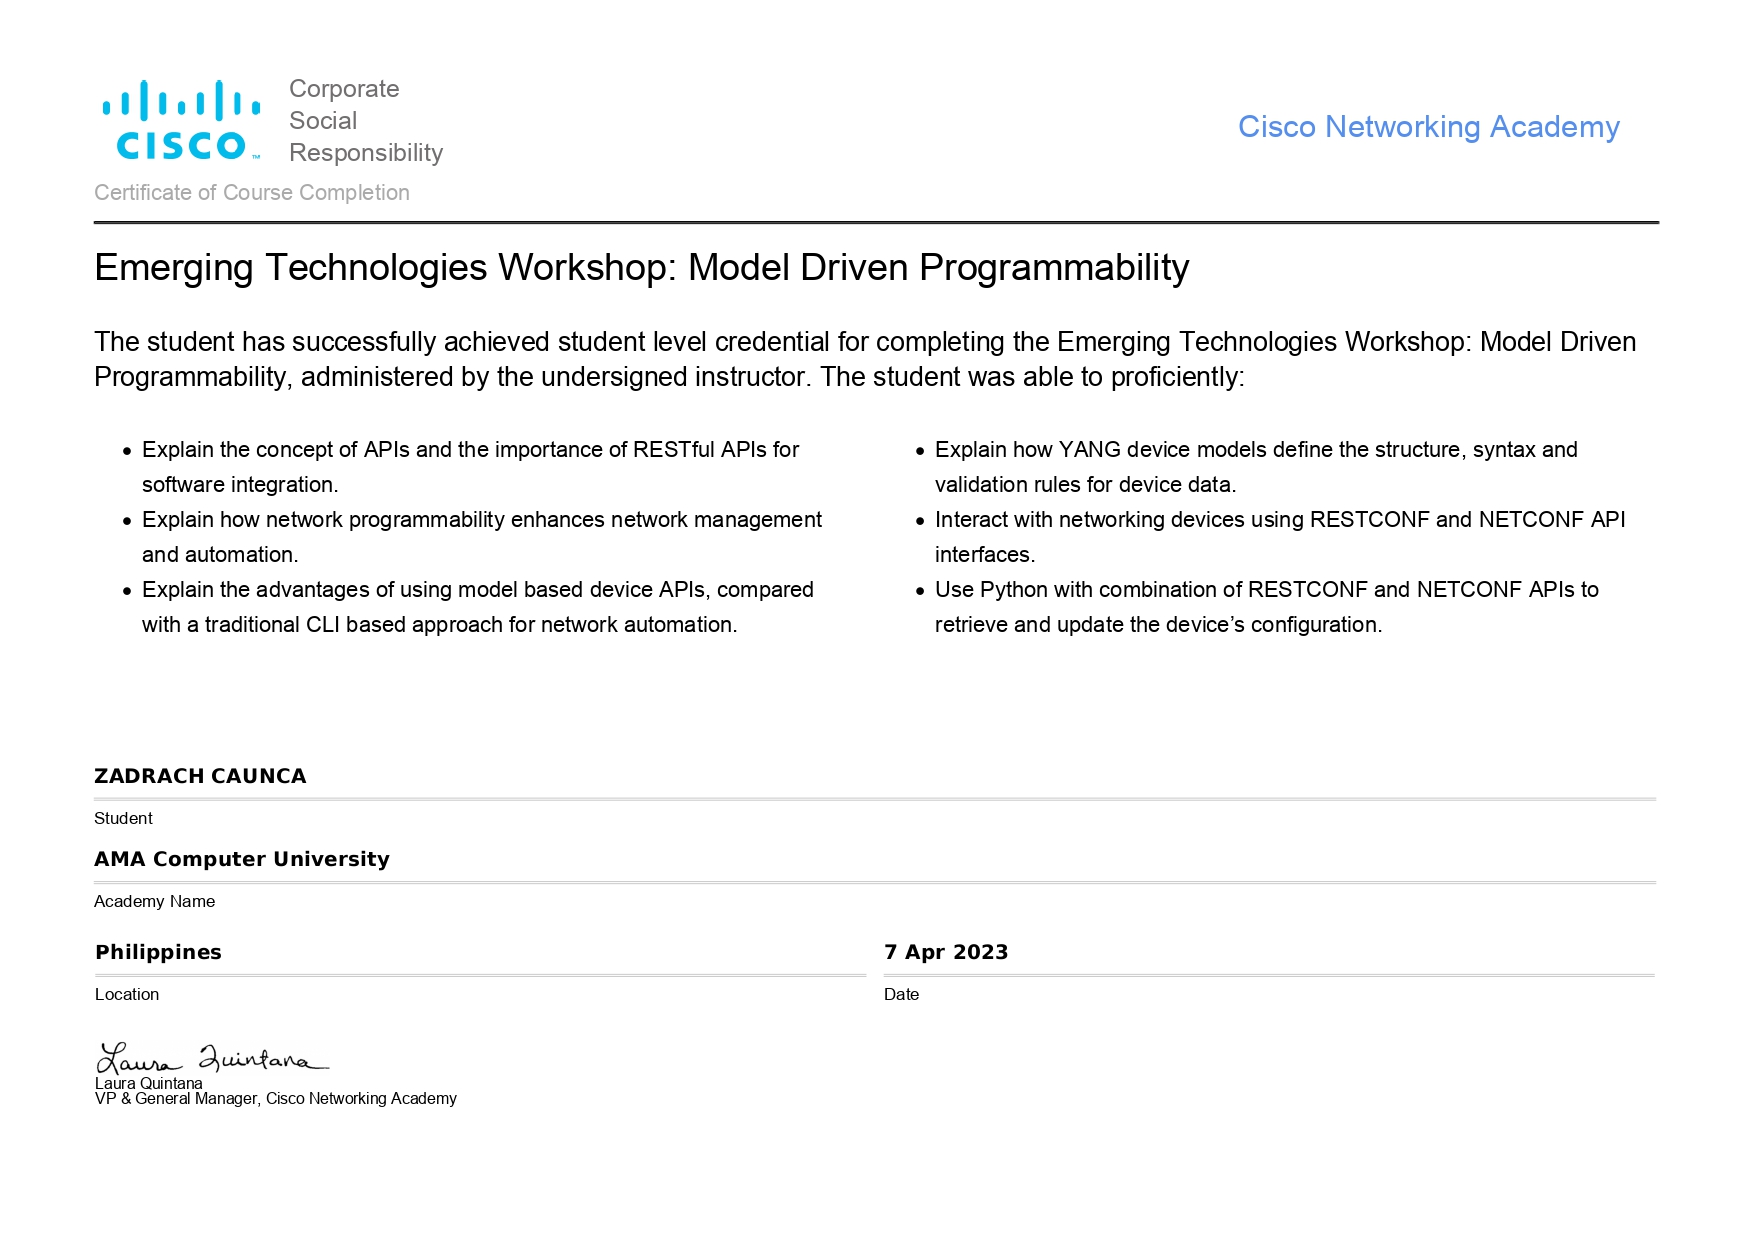 CISCO™
Corporate
Social
Responsibility
Cisco Networking Academy
Certificate of Course Completion
Emerging Technologies Workshop: Model Driven Programmability
The student has successfully achieved student level credential for completing the Emerging Technologies Workshop: Model Driven
Programmability, administered by the undersigned instructor. The student was able to proficiently:
• Explain the concept of APIs and the importance of RESTful APIs for
software integration.
• Explain how network programmability enhances network management
and automation.
• Explain the advantages of using model based device APIs, compared
with a traditional CLI based approach for network automation.
• Explain how YANG device models define the structure, syntax and
validation rules for device data.
• Interact with networking devices using RESTCONF and NETCONF API
interfaces.
• Use Python with combination of RESTCONF and NETCONF APIs to
retrieve and update the device’s configuration.
ZADRACH CAUNCA
Student
AMA Computer University
Academy Name
Philippines
Location
7 Apr 2023
Date
Laura Quintana
Laura Quintana
VP & General Manager, Cisco Networking Academy